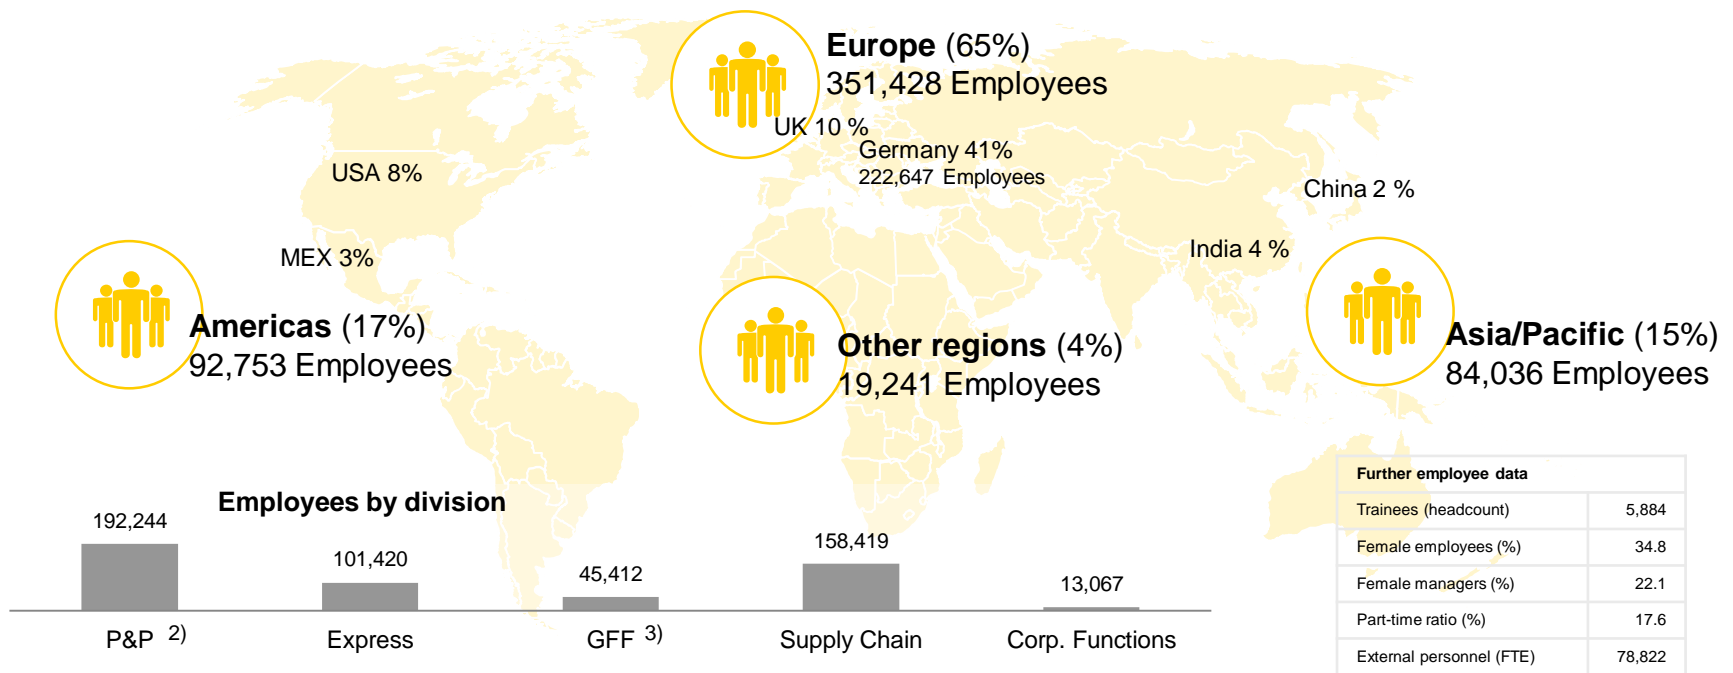 Europe (65%)
351,428 Employees
UK 10 %
Germany 41%
222,647 Employees
USA 8%
China 2 %
MEX 3%
India 4 %
Americas (17%)
92,753 Employees
Other regions (4%)
19,241 Employees
Asia/Pacific (15%)
84,036 Employees
Employees by division
192,244
101,420
45,412
158,419
13,067
P&P 2)
Express
GFF 3)
Supply Chain
Corp. Functions
Further employee data
Trainees (headcount) 5,884
Female employees (%) 34.8
Female managers (%) 22.1
Part-time ratio (%) 17.6
External personnel (FTE) 78,822